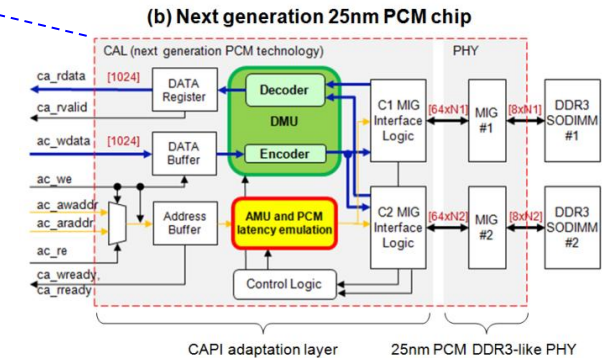 (b) Next generation 25nm PCM chip
CAL (next generation PCM technology)
PHY
ca_rdata [1024]
ca_rvalid
DATA
Register
Decoder
DMU
Encoder
C1 MIG
Interface
Logic
[64xN1]
MIG
#1
[8xN1]
DDR3
SODIMM
#1
ac_wdata [1024]
DATA
Buffer
ac_we
ac_awaddr
ac_araddr
Address
Buffer
AMU and PCM
latency emulation
C2 MIG
Interface
Logic
[64xN2]
MIG
#2
[8xN2]
DDR3
SODIMM
#2
ac_re
ca_wready,
ca_rready
Control Logic
CAPI adaptation layer
25nm PCM DDR3-like PHY